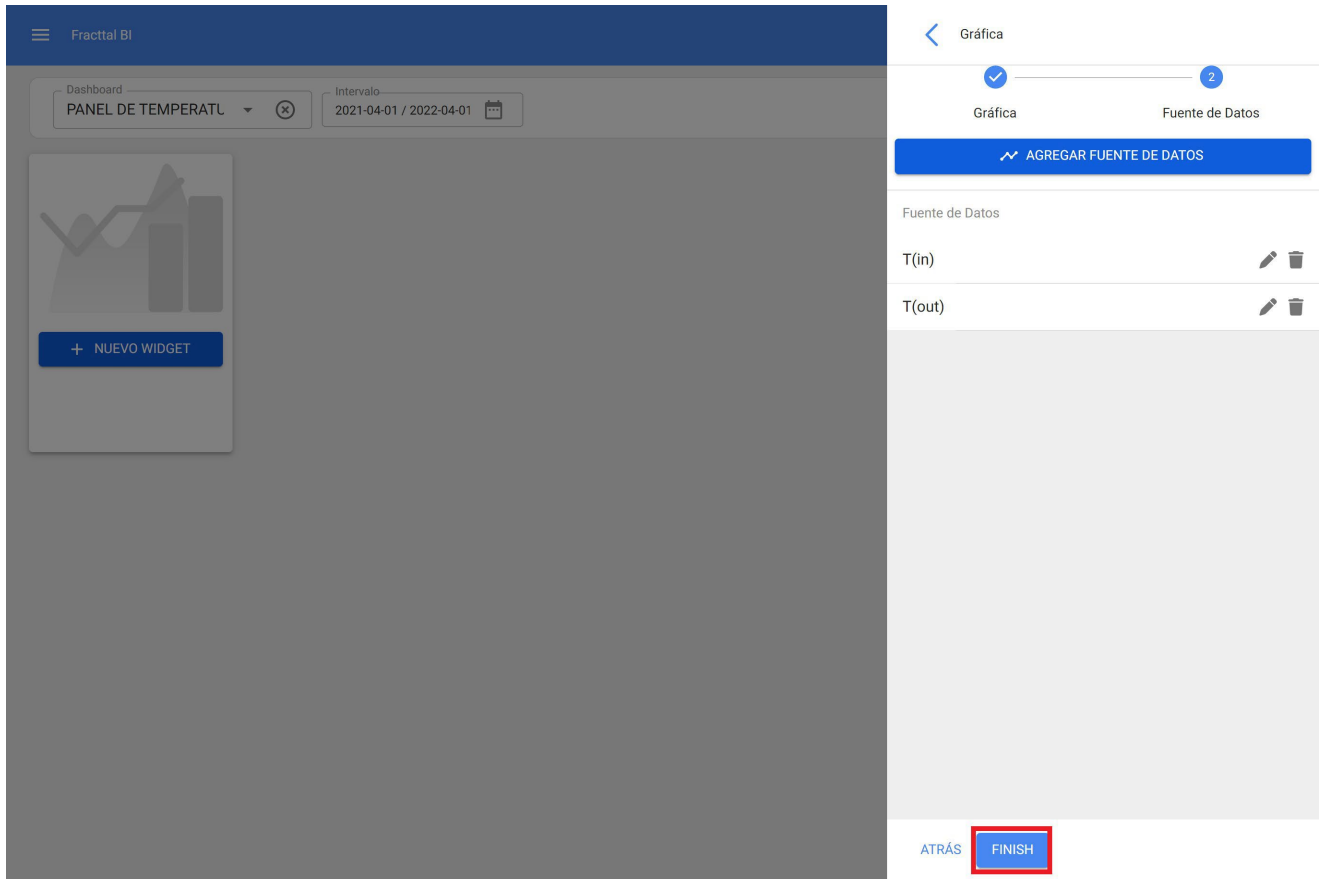 Fracttal BI
Dashboard
PANEL DE TEMPERATU
Intervalo
2021-04-01 / 2022-04-01
+ NUEVO WIDGET
Gráfica
2
Gráfica
Fuente de Datos
AGREGAR FUENTE DE DATOS
Fuente de Datos
T(in)
T(out)
ATRÁS
FINISH